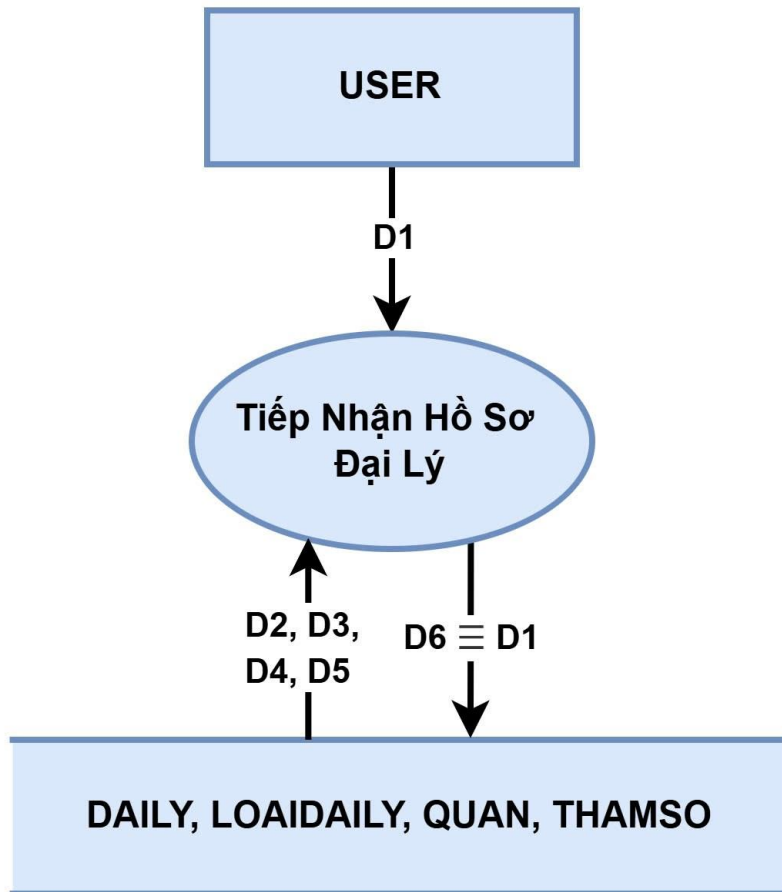 USER
D1
Tiếp Nhận Hồ Sơ
Đại Lý
D2, D3,
D4, D5
D6 ≡ D1
DAILY, LOAIDAILY, QUAN, THAMSO